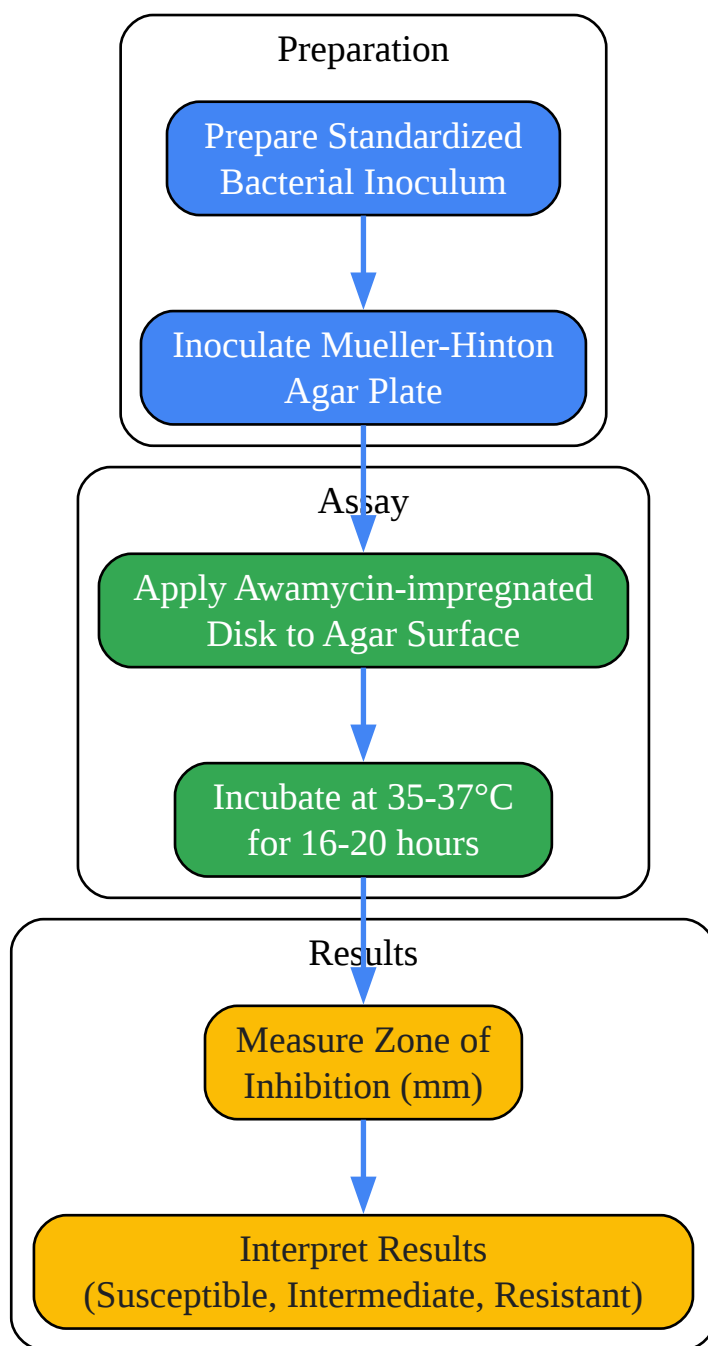 Preparation
Prepare Standardized
Bacterial Inoculum
Inoculate Mueller-Hinton
Agar Plate
Assay
Apply Awamycin-impregnated
Disk to Agar Surface
Incubate at 35-37°C
for 16-20 hours
Results
Measure Zone of
Inhibition (mm)
Interpret Results
(Susceptible, Intermediate, Resistant)